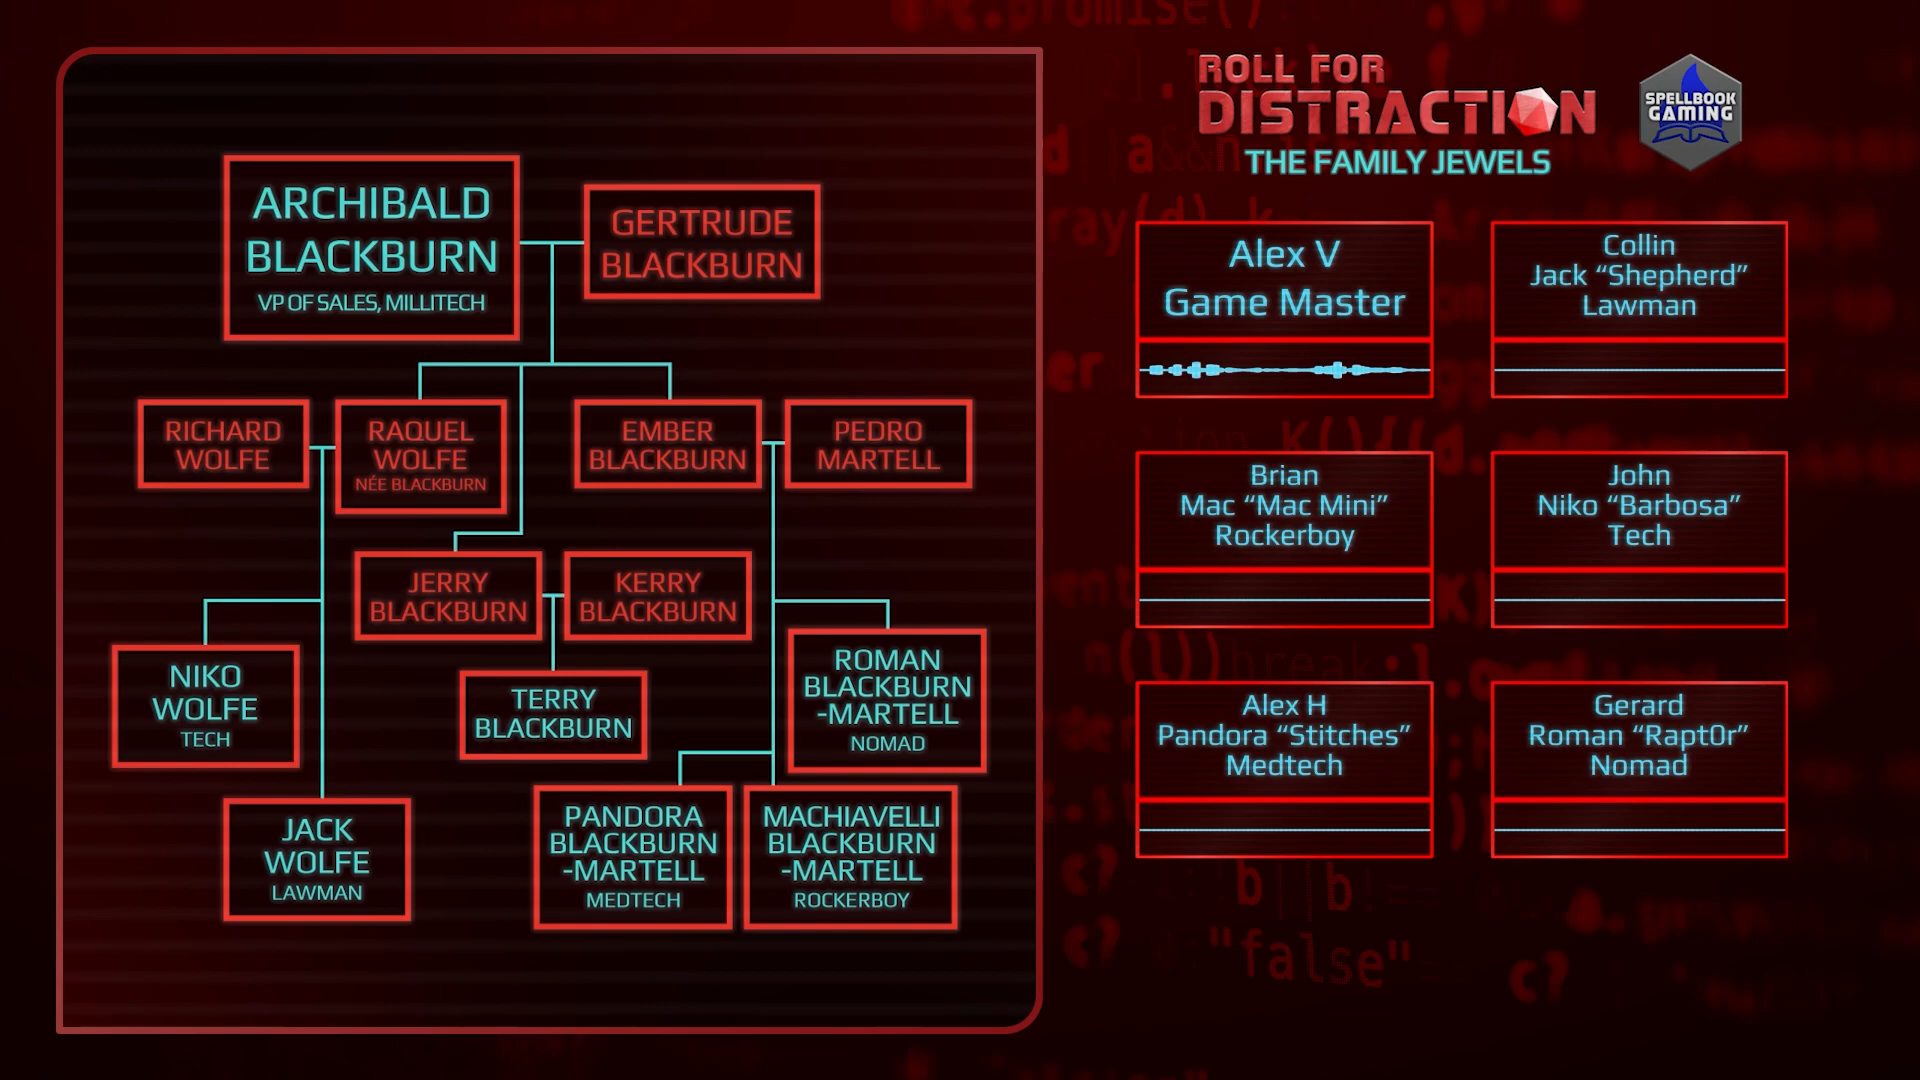 ARCHIBALD
BLACKBURN
VP OF SALES, MILLITECH
GERTRUDE
BLACKBURN
RICHARD
WOLFE
RAQUEL
WOLFE
NÉE BLACKBURN
EMBER
BLACKBURN
PEDRO
MARTELL
JERRY
BLACKBURN
KERRY
BLACKBURN
NIKO
WOLFE
TECH
TERRY
BLACKBURN
ROMAN
BLACKBURN
-MARTELL
NOMAD
JACK
WOLFE
LAWMAN
PANDORA
BLACKBURN
-MARTELL
MEDTECH
MACHIAVELLI
BLACKBURN
-MARTELL
ROCKERBOY
ROLL FOR
DISTRACTION
THE FAMILY JEWELS
SPELLBOOK
GAMING
Alex V
Game Master
Collin
Jack “Shepherd”
Lawman
Brian
Mac “Mac Mini”
Rockerboy
John
Niko “Barbosa”
Tech
Alex H
Pandora “Stitches”
Medtech
Gerard
Roman “Rapt0r”
Nomad
b||b!==
"false"
c?